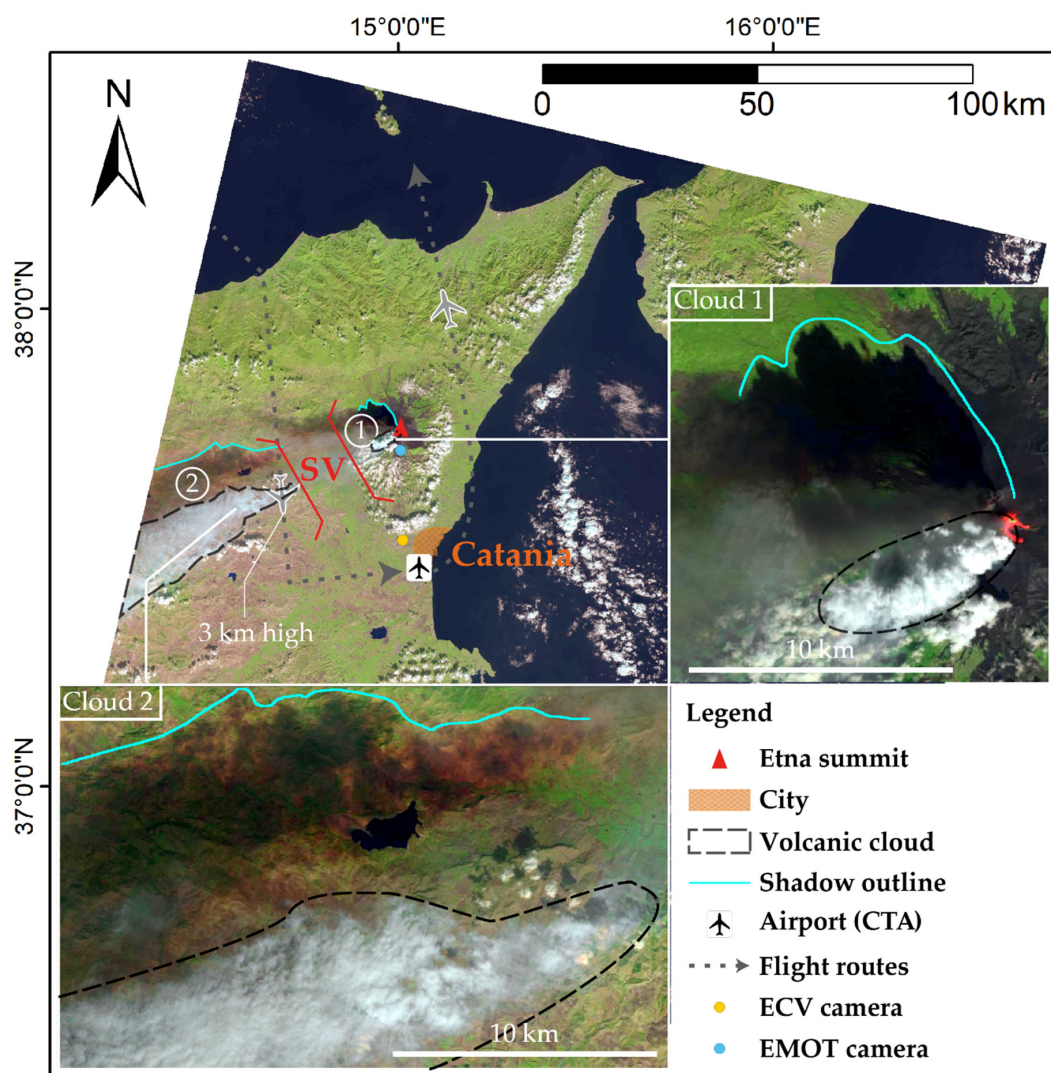 15°0'0"E 16°0'0"E
N
0 50 100 km
38°0'0"N
Cloud 1
1
SV
2
Catania
3 km high
10 km
Cloud 2
Legend
Etna summit
37°0'0"N
City
Volcanic cloud
Shadow outline
Airport (CTA)
Flight routes
10 km
ECV camera
EMOT camera